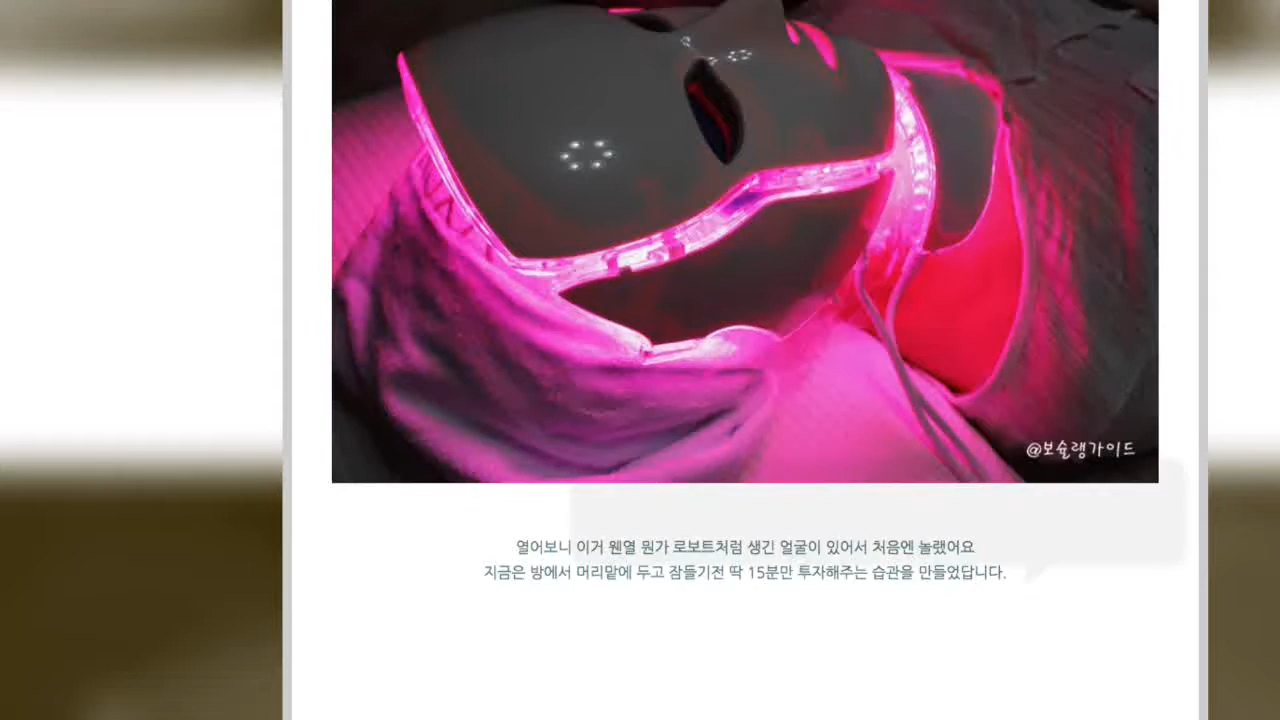 @보슬램가이드
열어보니 이거 웬열 뭔가 로보트처럼 생긴 얼굴이 있어서 처음엔 놀랬어요
지금은 방에서 머리맡에 두고 잠들기전 딱 15분만 투자해주는 습관을 만들었답니다.